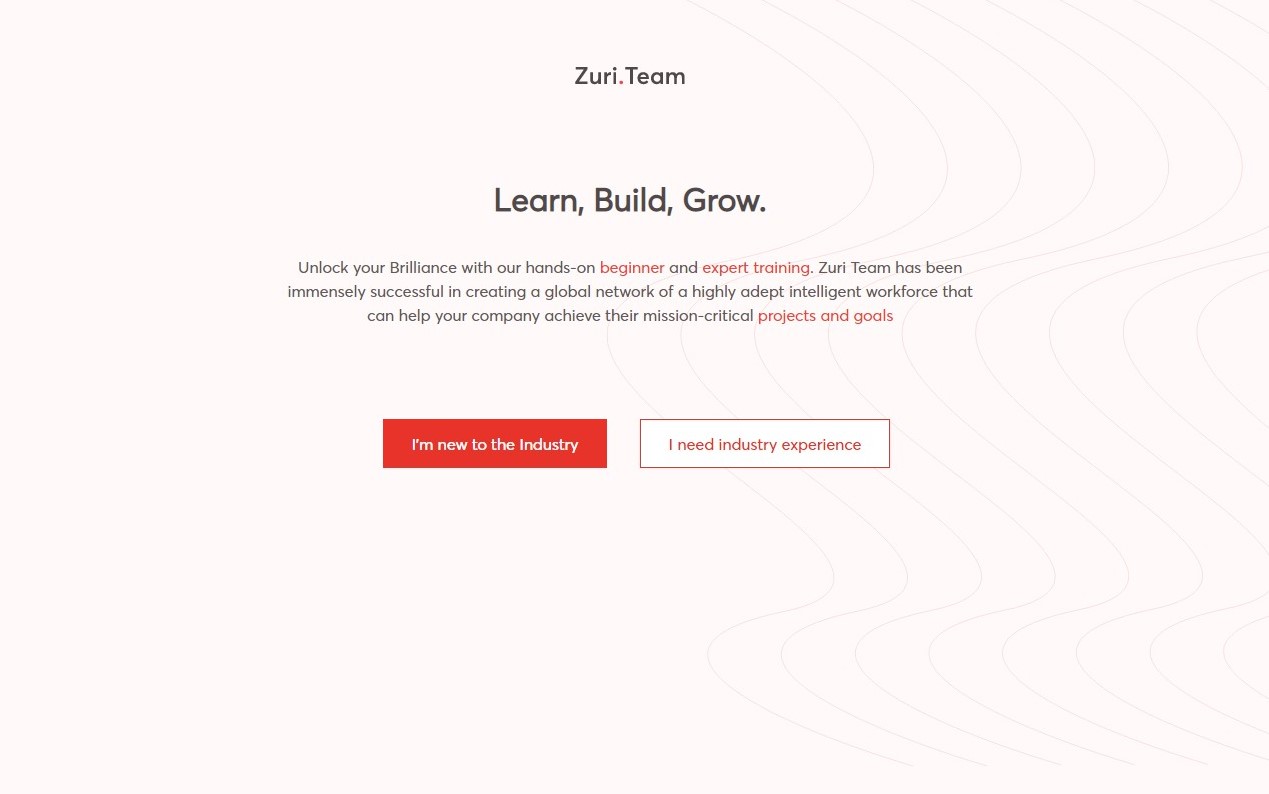 Zuri.Team
Learn, Build, Grow.
Unlock your Brilliance with our hands-on beginner and expert training. Zuri Team has been
immensely successful in creating a global network of a highly adept intelligent workforce that
can help your company achieve their mission-critical projects and goals
I'm new to the Industry
I need industry experience